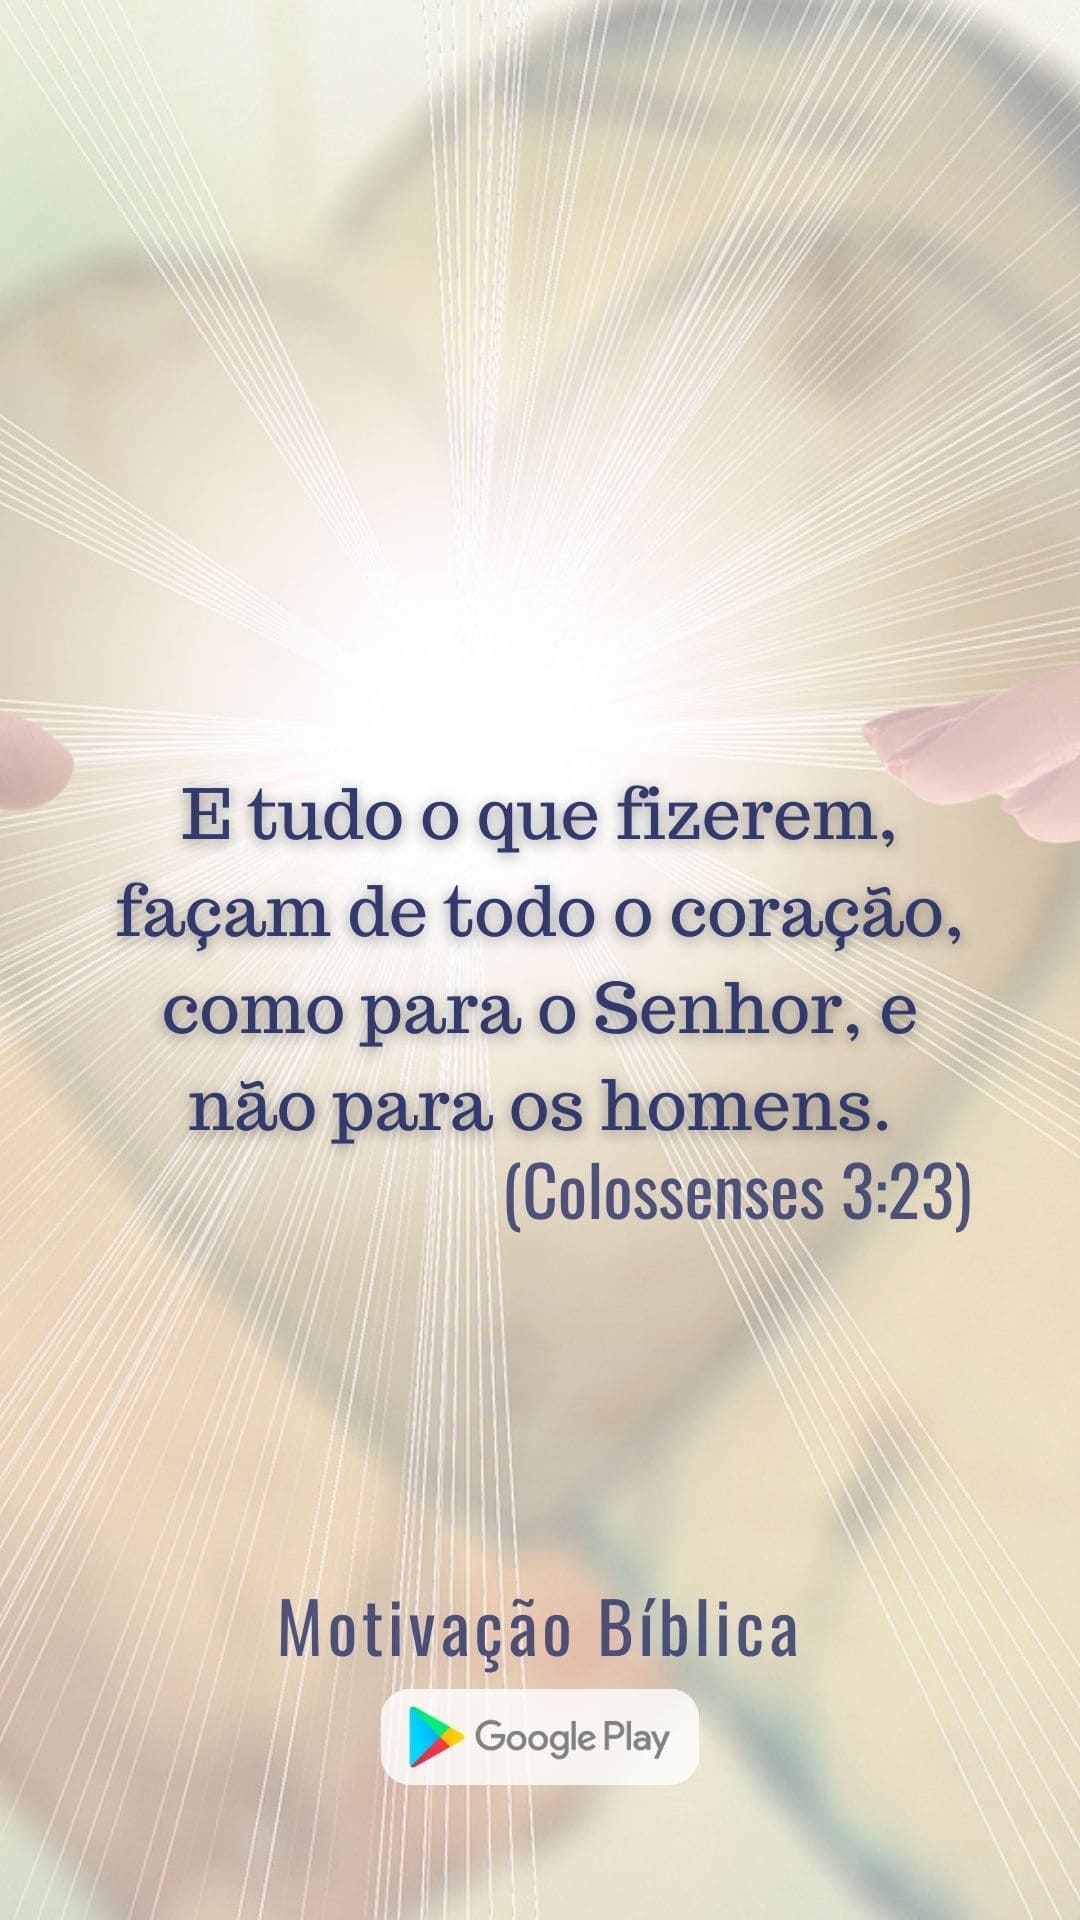 E tudo o que fizerem,
façam de todo o coração,
como para o Senhor, e
não para os homens.
(Colossenses 3:23)
Motivação Bíblica
Google Play